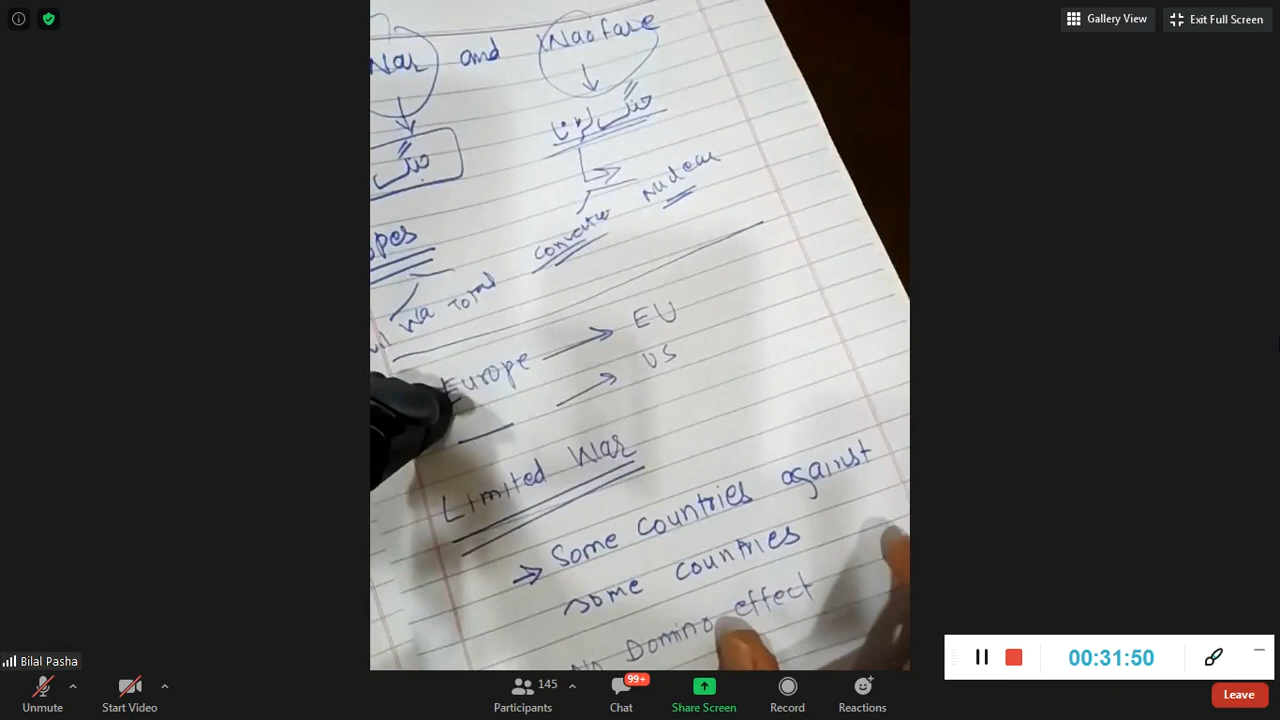 Gallery View
Exit Full Screen
War and Warfare
جنگ
جنگ لڑنا
Nuclear
Total
Europe → EU
→ US
Limited War
→ Some Countries against
some countries
No Domino effect
Bilal Pasha
00:31:50
Unmute
Start Video
145
Participants
99+
Chat
Share Screen
Record
Reactions
Leave